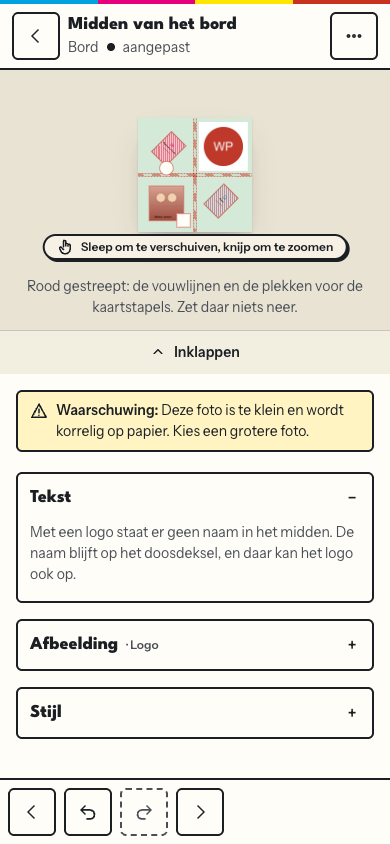 Midden van het bord
Bord ● aangepast
WP
Sleep om te verschuiven, knijp om te zoomen
Rood gestreept: de vouwlijnen en de plekken voor de
kaartstapels. Zet daar niets neer.
Inklappen
Waarschuwing: Deze foto is te klein en wordt
korrelig op papier. Kies een grotere foto.
Tekst
Met een logo staat er geen naam in het midden. De
naam blijft op het doosdeksel, en daar kan het logo
ook op.
Afbeelding · Logo
Stijl